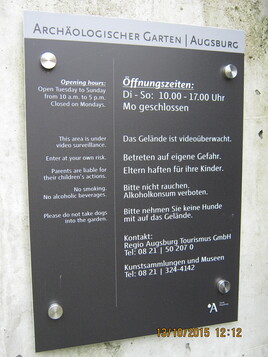 ARCHÄOLOGISCHER GARTEN | AUGSBURG
Opening hours:
Open Tuesday to Sunday
from 10 a.m. to 5 p.m.
Closed on Mondays.
This area is under
video surveillance.
Enter at your own risk.
Parents are liable for
their children's actions.
No smoking.
No alcoholic beverages.
Please do not take dogs
into the garden.
Öffnungszeiten:
Di - So: 10.00 - 17.00 Uhr
Mo geschlossen
Das Gelände ist videoüberwacht.
Betreten auf eigene Gefahr.
Eltern haften für ihre Kinder.
Bitte nicht rauchen.
Alkoholkonsum verboten.
Bitte nehmen Sie keine Hunde
mit auf das Gelände.
Kontakt:
Regio Augsburg Tourismus GmbH
Tel: 08 21 | 50 207 0
Kunstsammlungen und Museen
Tel: 08 21 | 324-4142
A
13/10/2015 12:12